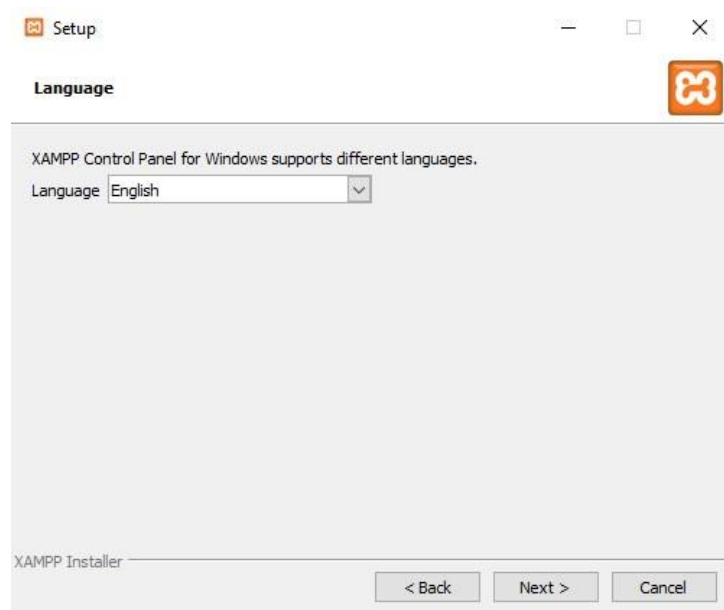 Setup
Language
XAMPP Control Panel for Windows supports different languages.
Language English
XAMPP Installer
< Back Next > Cancel